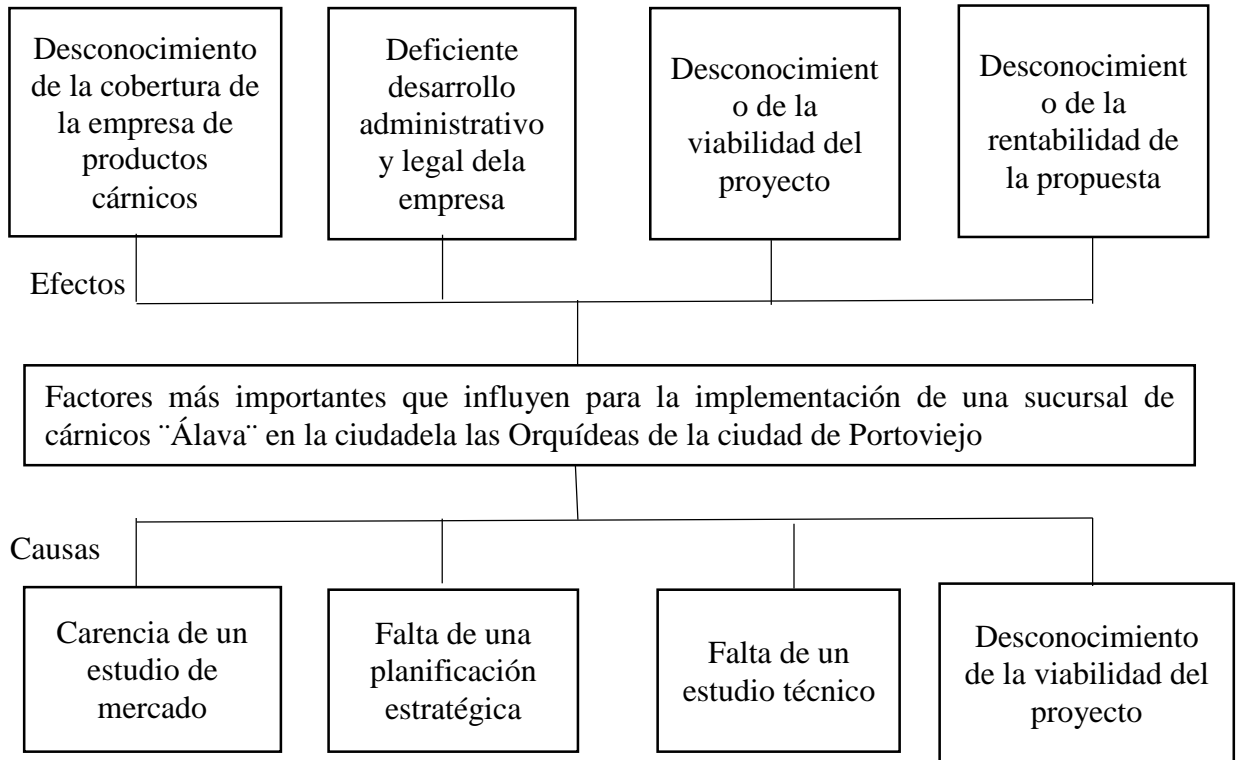 Desconocimiento
de la cobertura de
la empresa de
productos
cárnicos
Deficiente
desarrollo
administrativo
y legal dela
empresa
Desconocimient
o de la
viabilidad del
proyecto
Desconocimient
o de la
rentabilidad de
la propuesta
Efectos
Factores más importantes que influyen para la implementación de una sucursal de
cárnicos ¨Álava¨ en la ciudadela las Orquídeas de la ciudad de Portoviejo
Causas
Carencia de un
estudio de
mercado
Falta de una
planificación
estratégica
Falta de un
estudio técnico
Desconocimiento
de la viabilidad del
proyecto